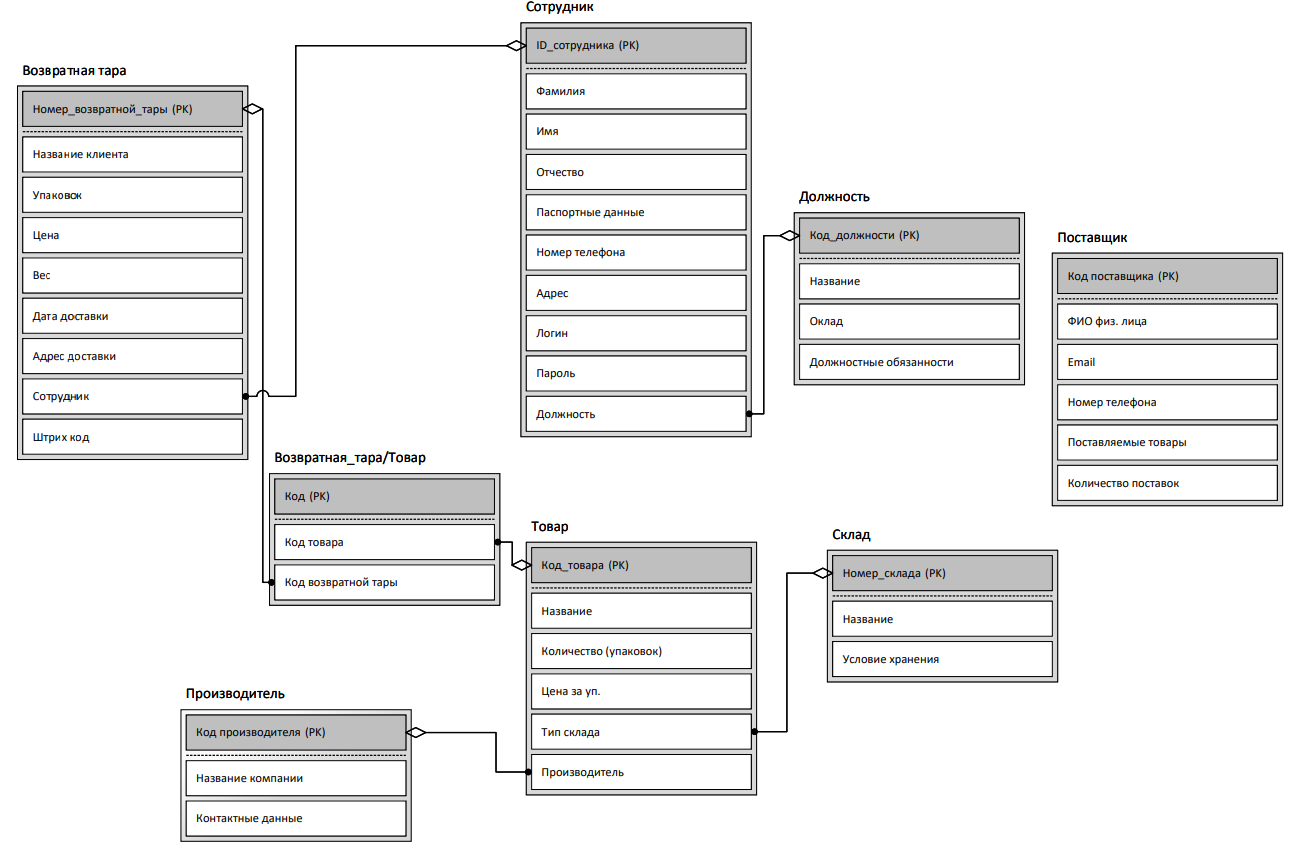 Сотрудник
ID_сотрудника (PK)
Фамилия
Имя
Отчество
Паспортные данные
Номер телефона
Адрес
Логин
Пароль
Должность
Возвратная тара
Номер_возвратной_тары (PK)
Название клиента
Упаковок
Цена
Вес
Дата доставки
Адрес доставки
Сотрудник
Штрих код
Должность
Код_должности (PK)
Название
Оклад
Должностные обязанности
Поставщик
Код поставщика (PK)
ФИО физ. лица
Email
Номер телефона
Поставляемые товары
Количество поставок
Возвратная_тара/Товар
Код (PK)
Код товара
Код возвратной тары
Товар
Код_товара (PK)
Название
Количество (упаковок)
Цена за уп.
Тип склада
Производитель
Склад
Номер_склада (PK)
Название
Условие хранения
Производитель
Код производителя (PK)
Название компании
Контактные данные